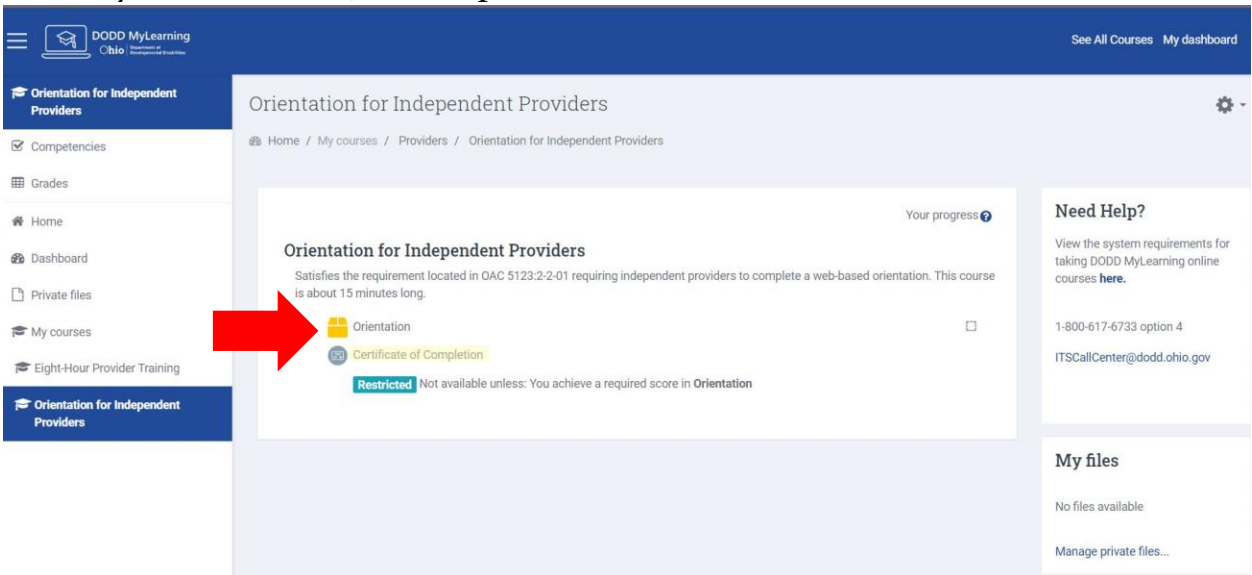 DODD MyLearning
Ohio Department of
Developmental Disabilities
See All Courses My dashboard
Orientation for Independent
Providers
Competencies
Grades
Home
Dashboard
Private files
My courses
Eight-Hour Provider Training
Orientation for Independent
Providers
Orientation for Independent Providers
Home / My courses / Providers / Orientation for Independent Providers
Your progress
Orientation for Independent Providers
Satisfies the requirement located in OAC 5123:2-2-01 requiring independent providers to complete a web-based orientation. This course
is about 15 minutes long.
Orientation
Certificate of Completion
Restricted Not available unless: You achieve a required score in Orientation
Need Help?
View the system requirements for
taking DODD MyLearning online
courses here.
1-800-617-6733 option 4
ITSCallCenter@dodd.ohio.gov
My files
No files available
Manage private files...